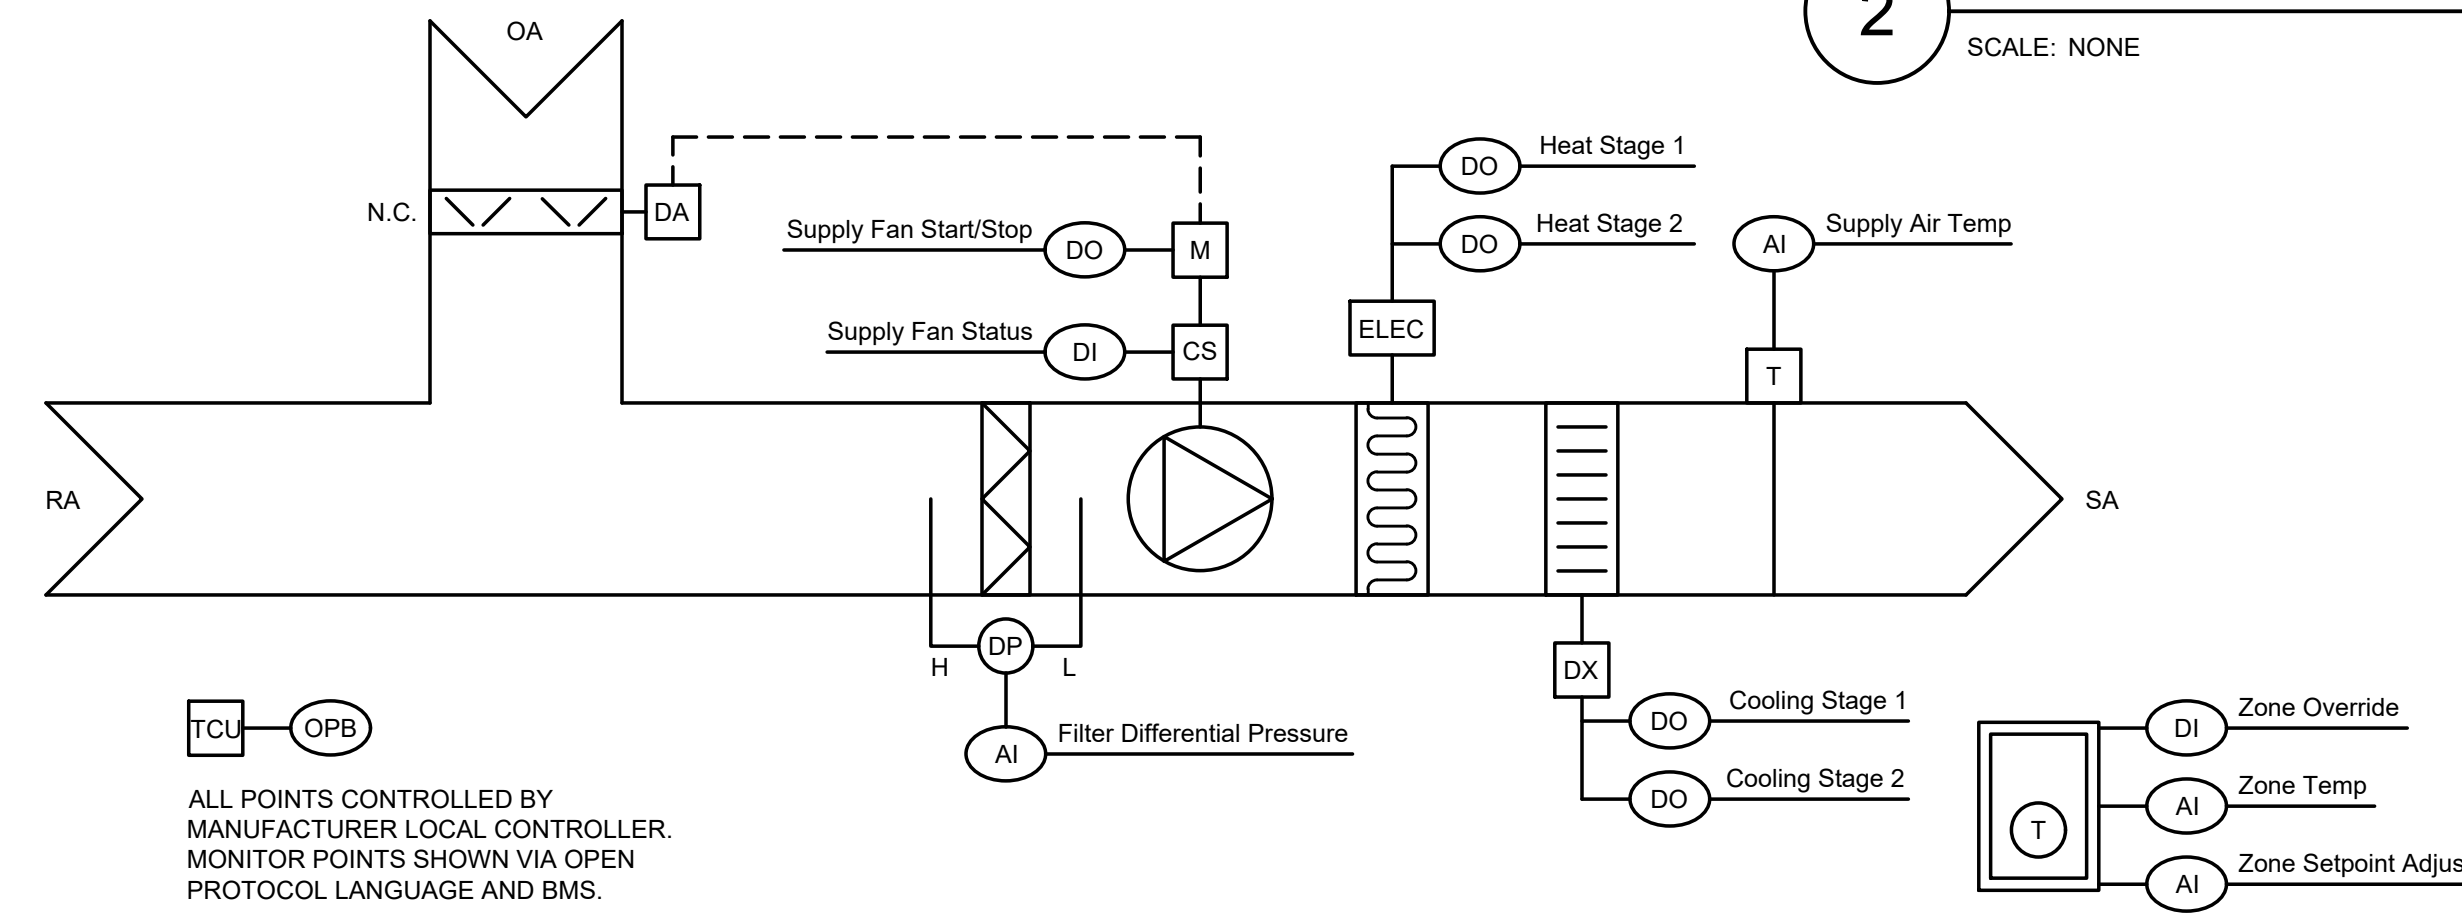 2
SCALE: NONE
OA
N.C.
DA
Supply Fan Start/Stop
DO
M
Supply Fan Status
DI
CS
DO
Heat Stage 1
DO
Heat Stage 2
ELEC
AI
Supply Air Temp
T
RA
SA
H
DP
L
AI
Filter Differential Pressure
DX
DO
Cooling Stage 1
DO
Cooling Stage 2
TCU
OPB
ALL POINTS CONTROLLED BY
MANUFACTURER LOCAL CONTROLLER.
MONITOR POINTS SHOWN VIA OPEN
PROTOCOL LANGUAGE AND BMS.
T
DI
Zone Override
AI
Zone Temp
AI
Zone Setpoint Adjus